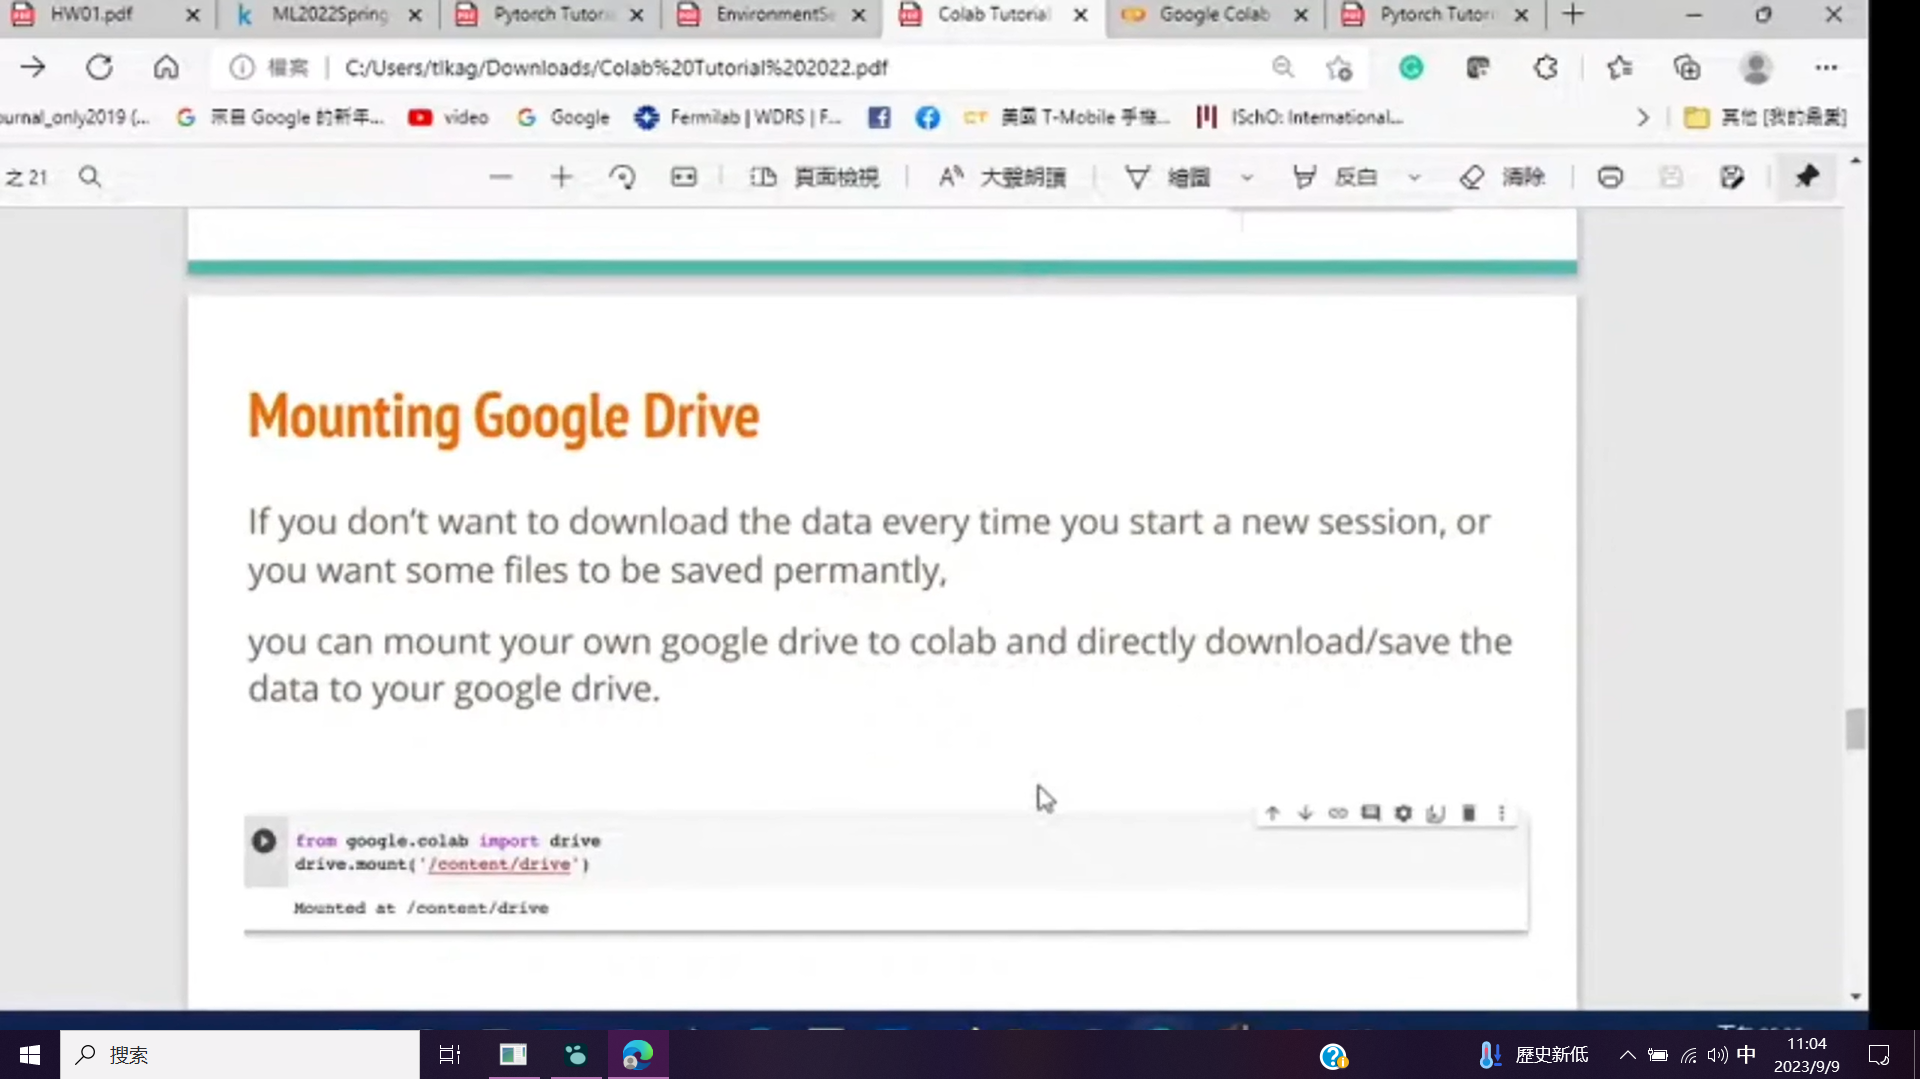 HW01.pdf
ML2022Spring
Pytorch Tutori
EnvironmentSe
Colab Tutorial
Google Colab
Pytorch Tutori
檔案
C:/Users/tlkag/Downloads/Colab%20Tutorial%202022.pdf
ournal_only2019 (...
來自 Google 的新年...
video
Google
Fermilab | WDRS | F...
美國 T-Mobile 手機...
ISchO: International...
其他 [我的最愛]
之 21
頁面檢視
大聲朗讀
繪圖
反白
清除
Mounting Google Drive
If you don't want to download the data every time you start a new session, or
you want some files to be saved permantly,
you can mount your own google drive to colab and directly download/save the
data to your google drive.
from google.colab import drive
drive.mount('/content/drive')
Mounted at /content/drive
搜索
歷史新低
中
11:04
2023/9/9